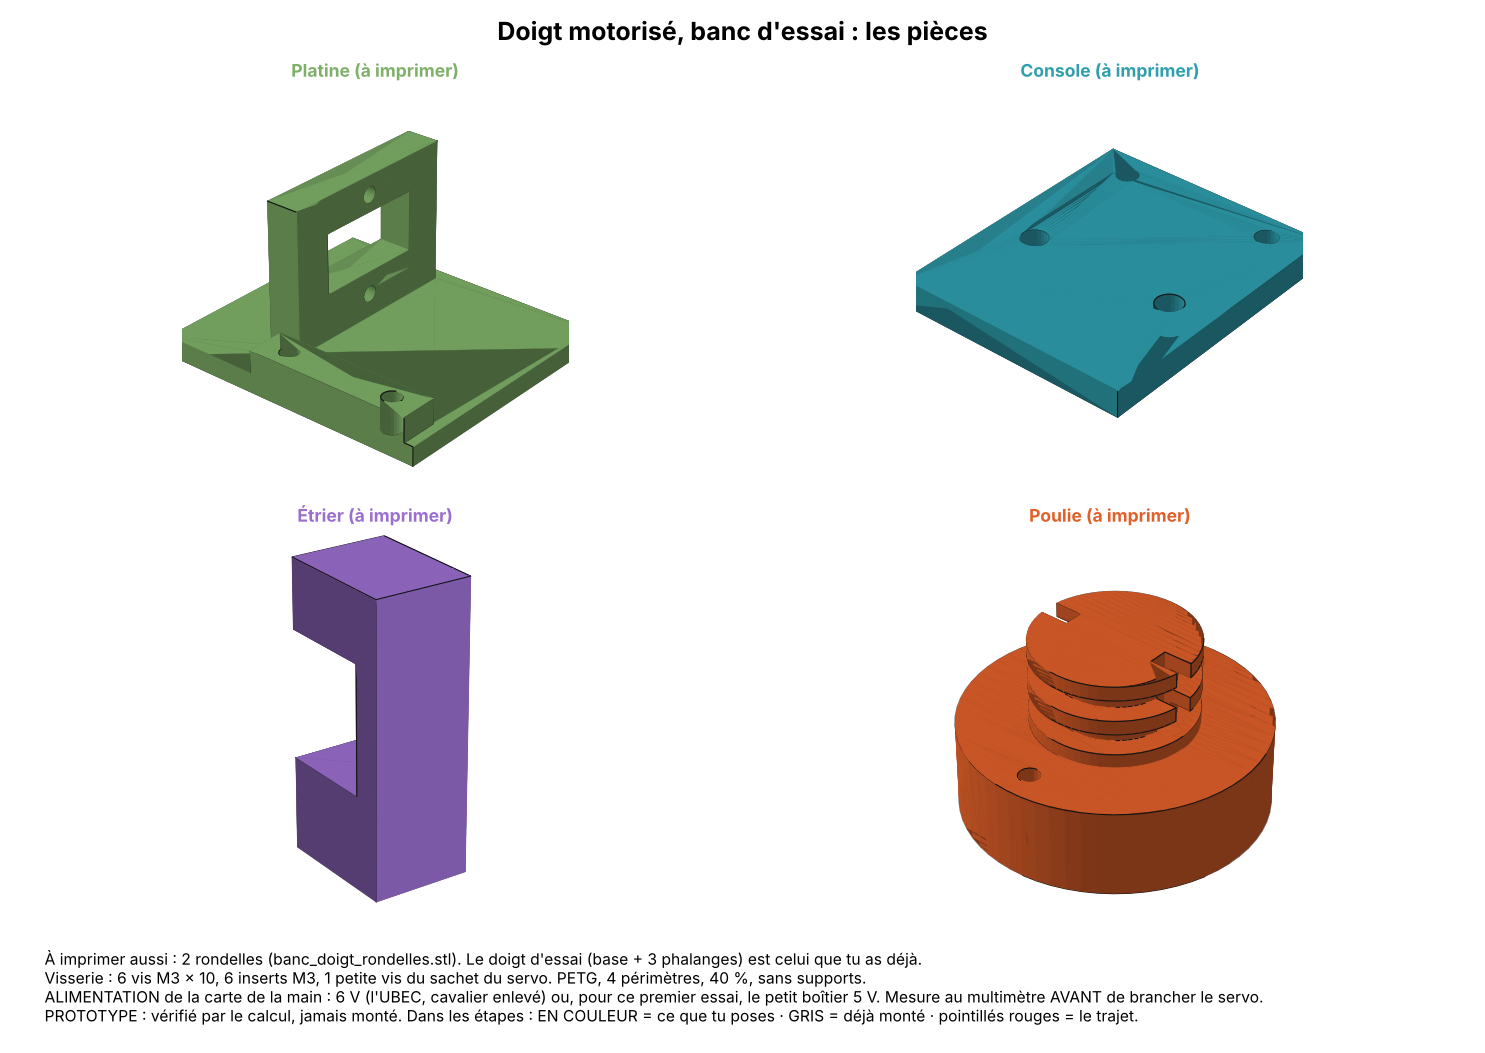 Doigt motorisé, banc d'essai : les pièces
Platine (à imprimer)
Console (à imprimer)
Étrier (à imprimer)
Poulie (à imprimer)
À imprimer aussi : 2 rondelles (banc_doigt_rondelles.stl). Le doigt d'essai (base + 3 phalanges) est celui que tu as déjà.
Visserie : 6 vis M3 × 10, 6 inserts M3, 1 petite vis du sachet du servo. PETG, 4 périmètres, 40 %, sans supports.
ALIMENTATION de la carte de la main : 6 V (l'UBEC, cavalier enlevé) ou, pour ce premier essai, le petit boîtier 5 V. Mesure au multimètre AVANT de brancher le servo.
PROTOTYPE : vérifié par le calcul, jamais monté. Dans les étapes : EN COULEUR = ce que tu poses · GRIS = déjà monté · pointillés rouges = le trajet.